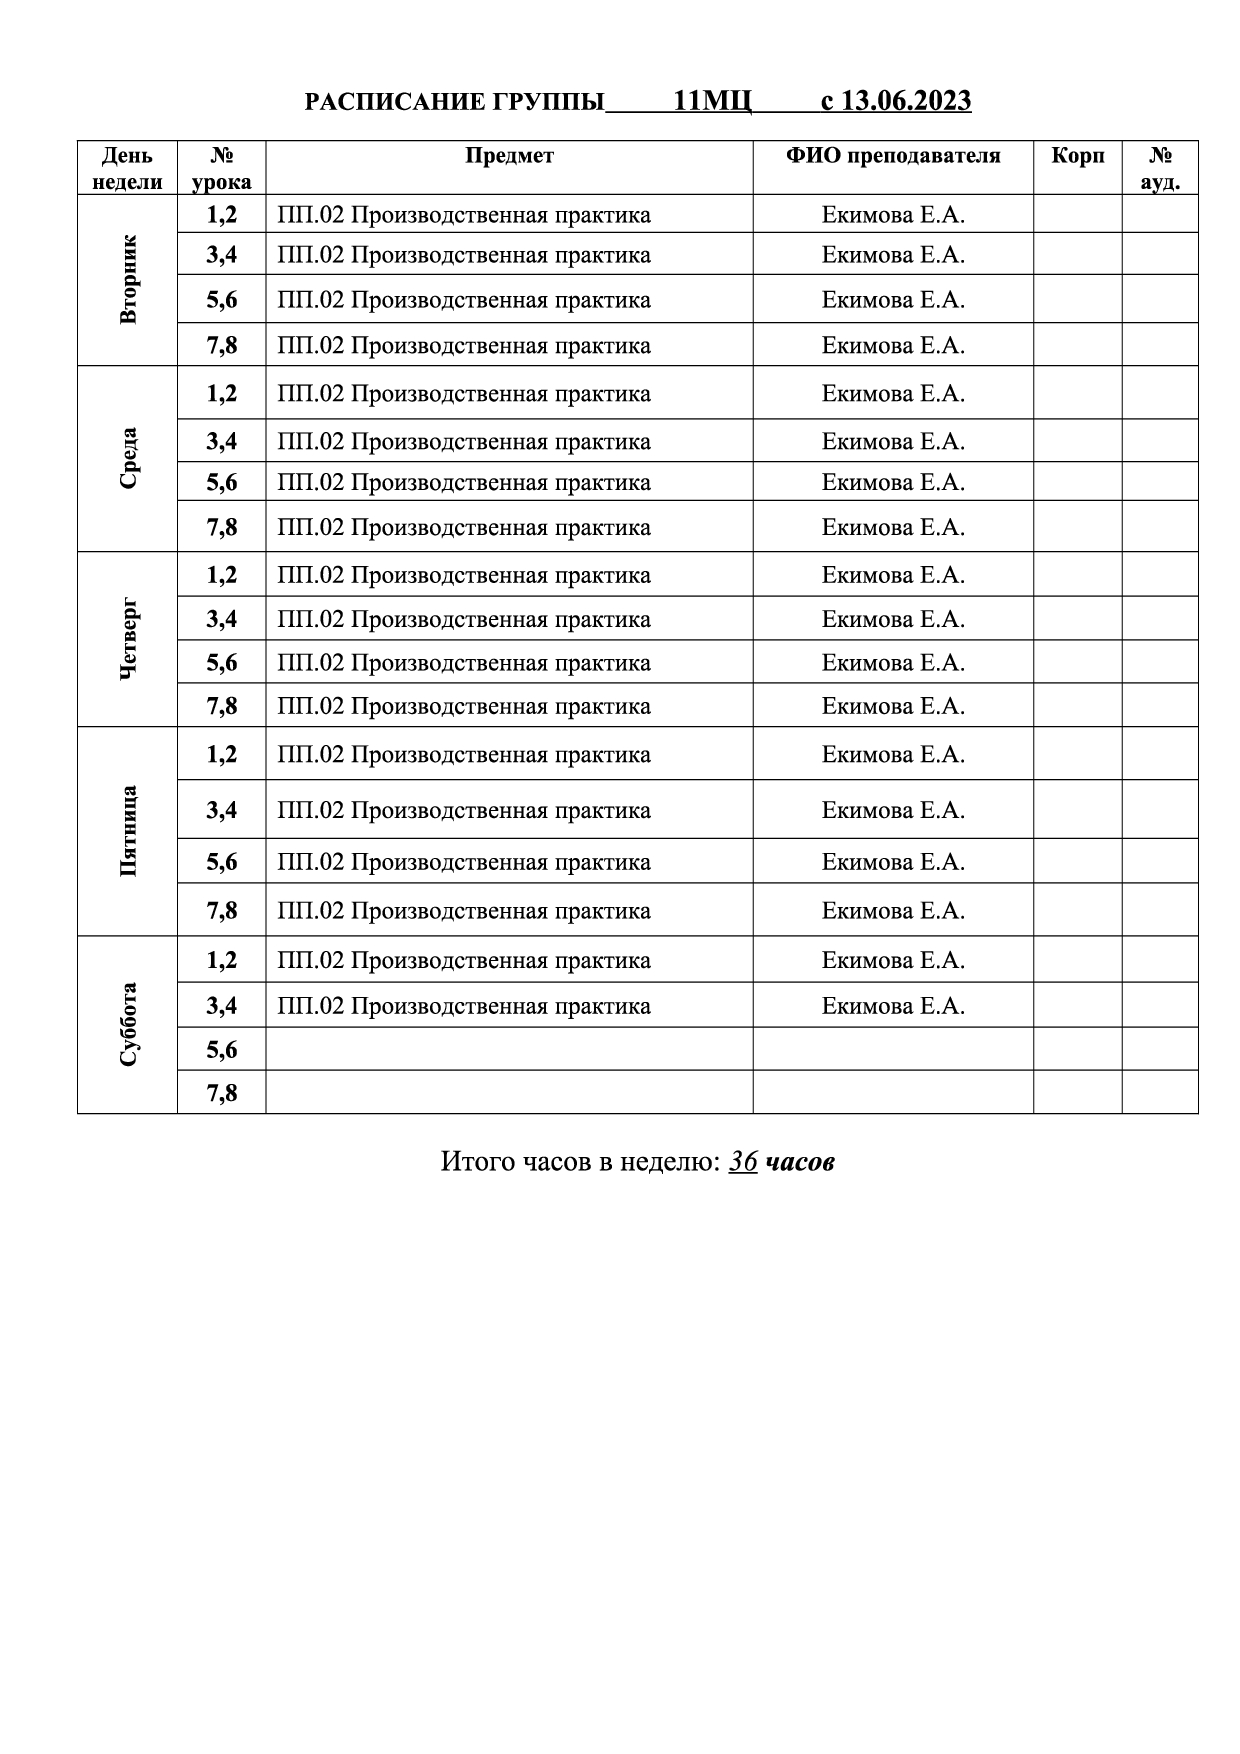 РАСПИСАНИЕ ГРУППЫ_____11МЦ_____с 13.06.2023
День недели № урока Предмет ФИО преподавателя Корп № ауд.
Вторник
1,2 ПП.02 Производственная практика Екимова Е.А.
3,4 ПП.02 Производственная практика Екимова Е.А.
5,6 ПП.02 Производственная практика Екимова Е.А.
7,8 ПП.02 Производственная практика Екимова Е.А.
Среда
1,2 ПП.02 Производственная практика Екимова Е.А.
3,4 ПП.02 Производственная практика Екимова Е.А.
5,6 ПП.02 Производственная практика Екимова Е.А.
7,8 ПП.02 Производственная практика Екимова Е.А.
Четверг
1,2 ПП.02 Производственная практика Екимова Е.А.
3,4 ПП.02 Производственная практика Екимова Е.А.
5,6 ПП.02 Производственная практика Екимова Е.А.
7,8 ПП.02 Производственная практика Екимова Е.А.
Пятница
1,2 ПП.02 Производственная практика Екимова Е.А.
3,4 ПП.02 Производственная практика Екимова Е.А.
5,6 ПП.02 Производственная практика Екимова Е.А.
7,8 ПП.02 Производственная практика Екимова Е.А.
Суббота
1,2 ПП.02 Производственная практика Екимова Е.А.
3,4 ПП.02 Производственная практика Екимова Е.А.
5,6
7,8
Итого часов в неделю: 36 часов